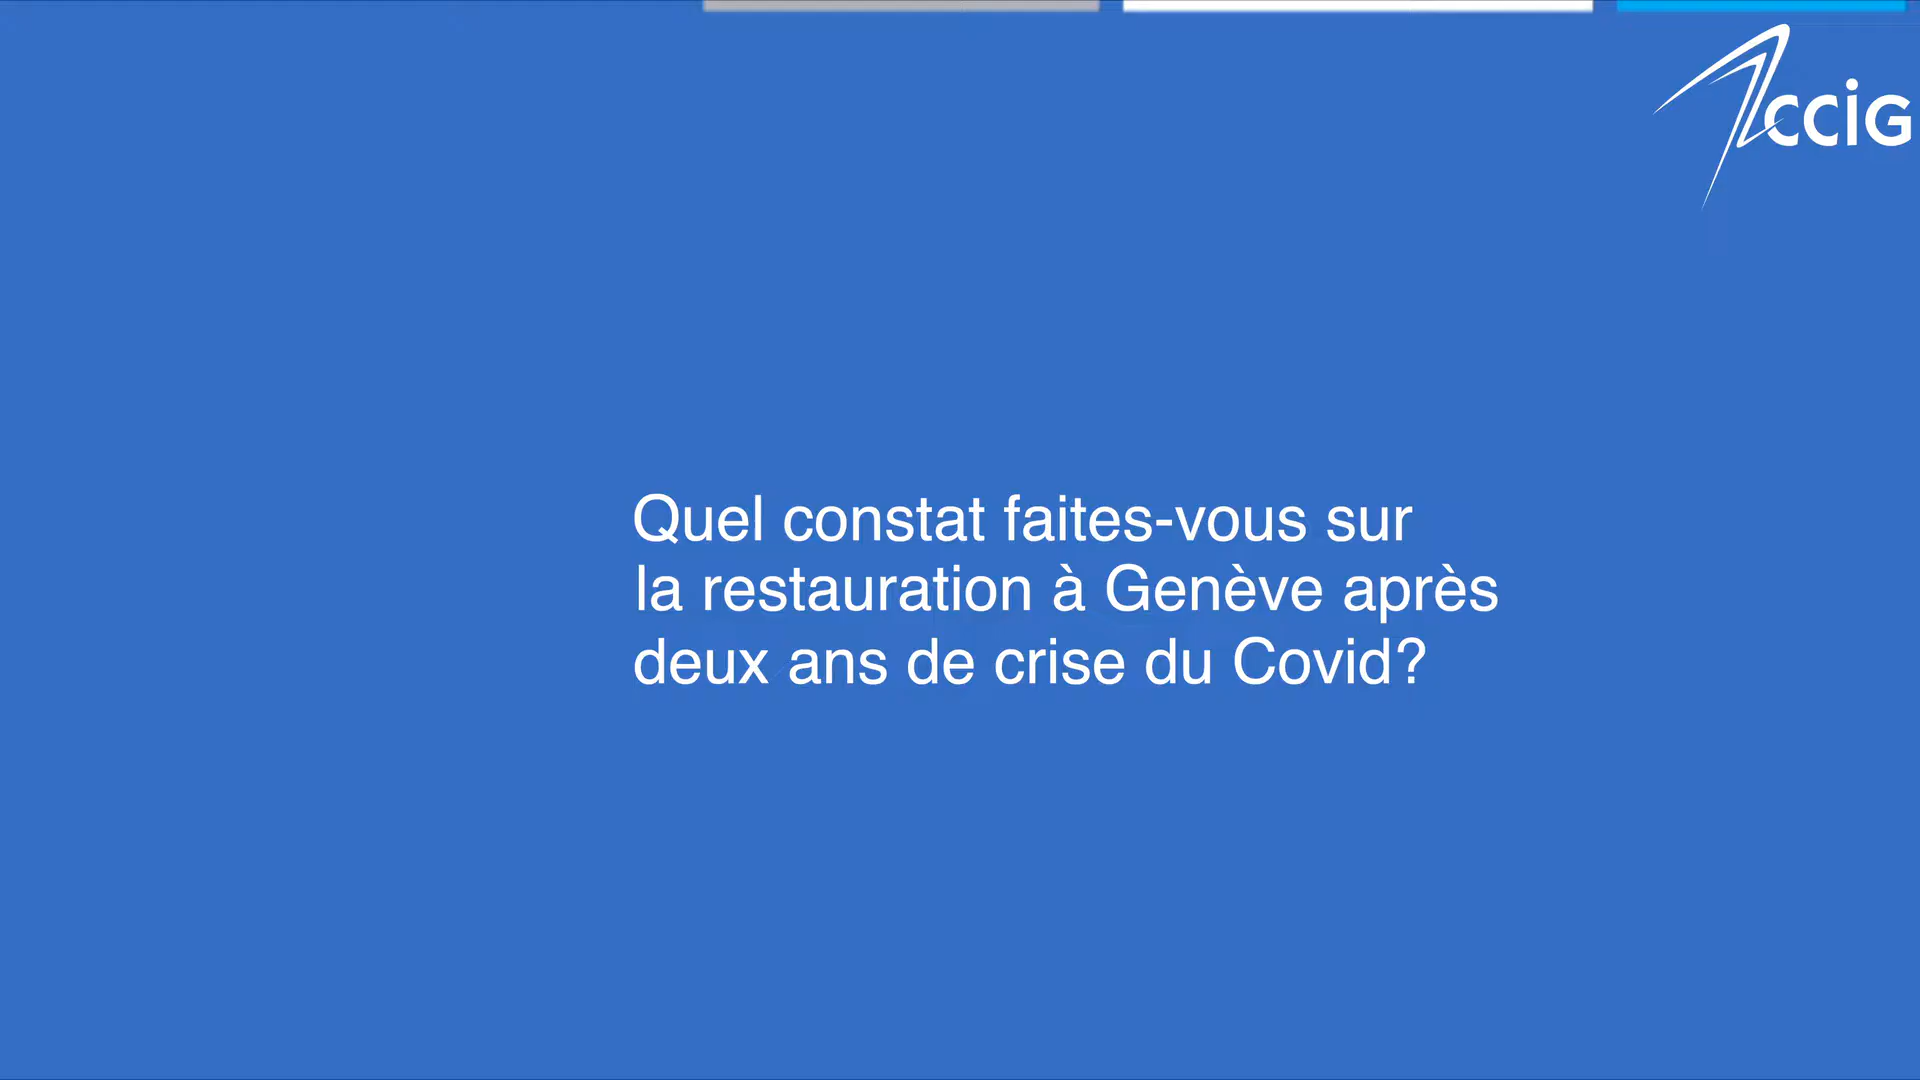 ccig
Quel constat faites-vous sur
la restauration à Genève après
deux ans de crise du Covid?